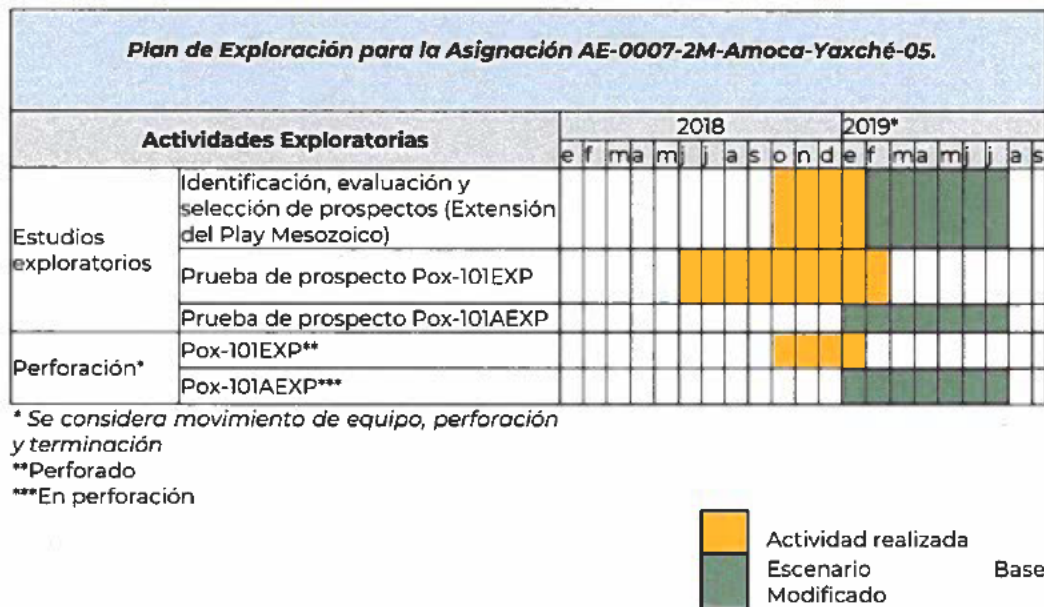 Plan de Exploración para la Asignación AE-0007-2M-Amoca-Yaxché-05.
Actividades Exploratorias
2018
2019*
e f m a m j j a s o n d e f m a m j j a s
Estudios
exploratorios
Identificación, evaluación y
selección de prospectos (Extensión
del Play Mesozoico)
Prueba de prospecto Pox-101EXP
Prueba de prospecto Pox-101AEXP
Perforación*
Pox-101EXP**
Pox-101AEXP***
* Se considera movimiento de equipo, perforación
y terminación
**Perforado
***En perforación
Actividad realizada
Escenario Base
Modificado